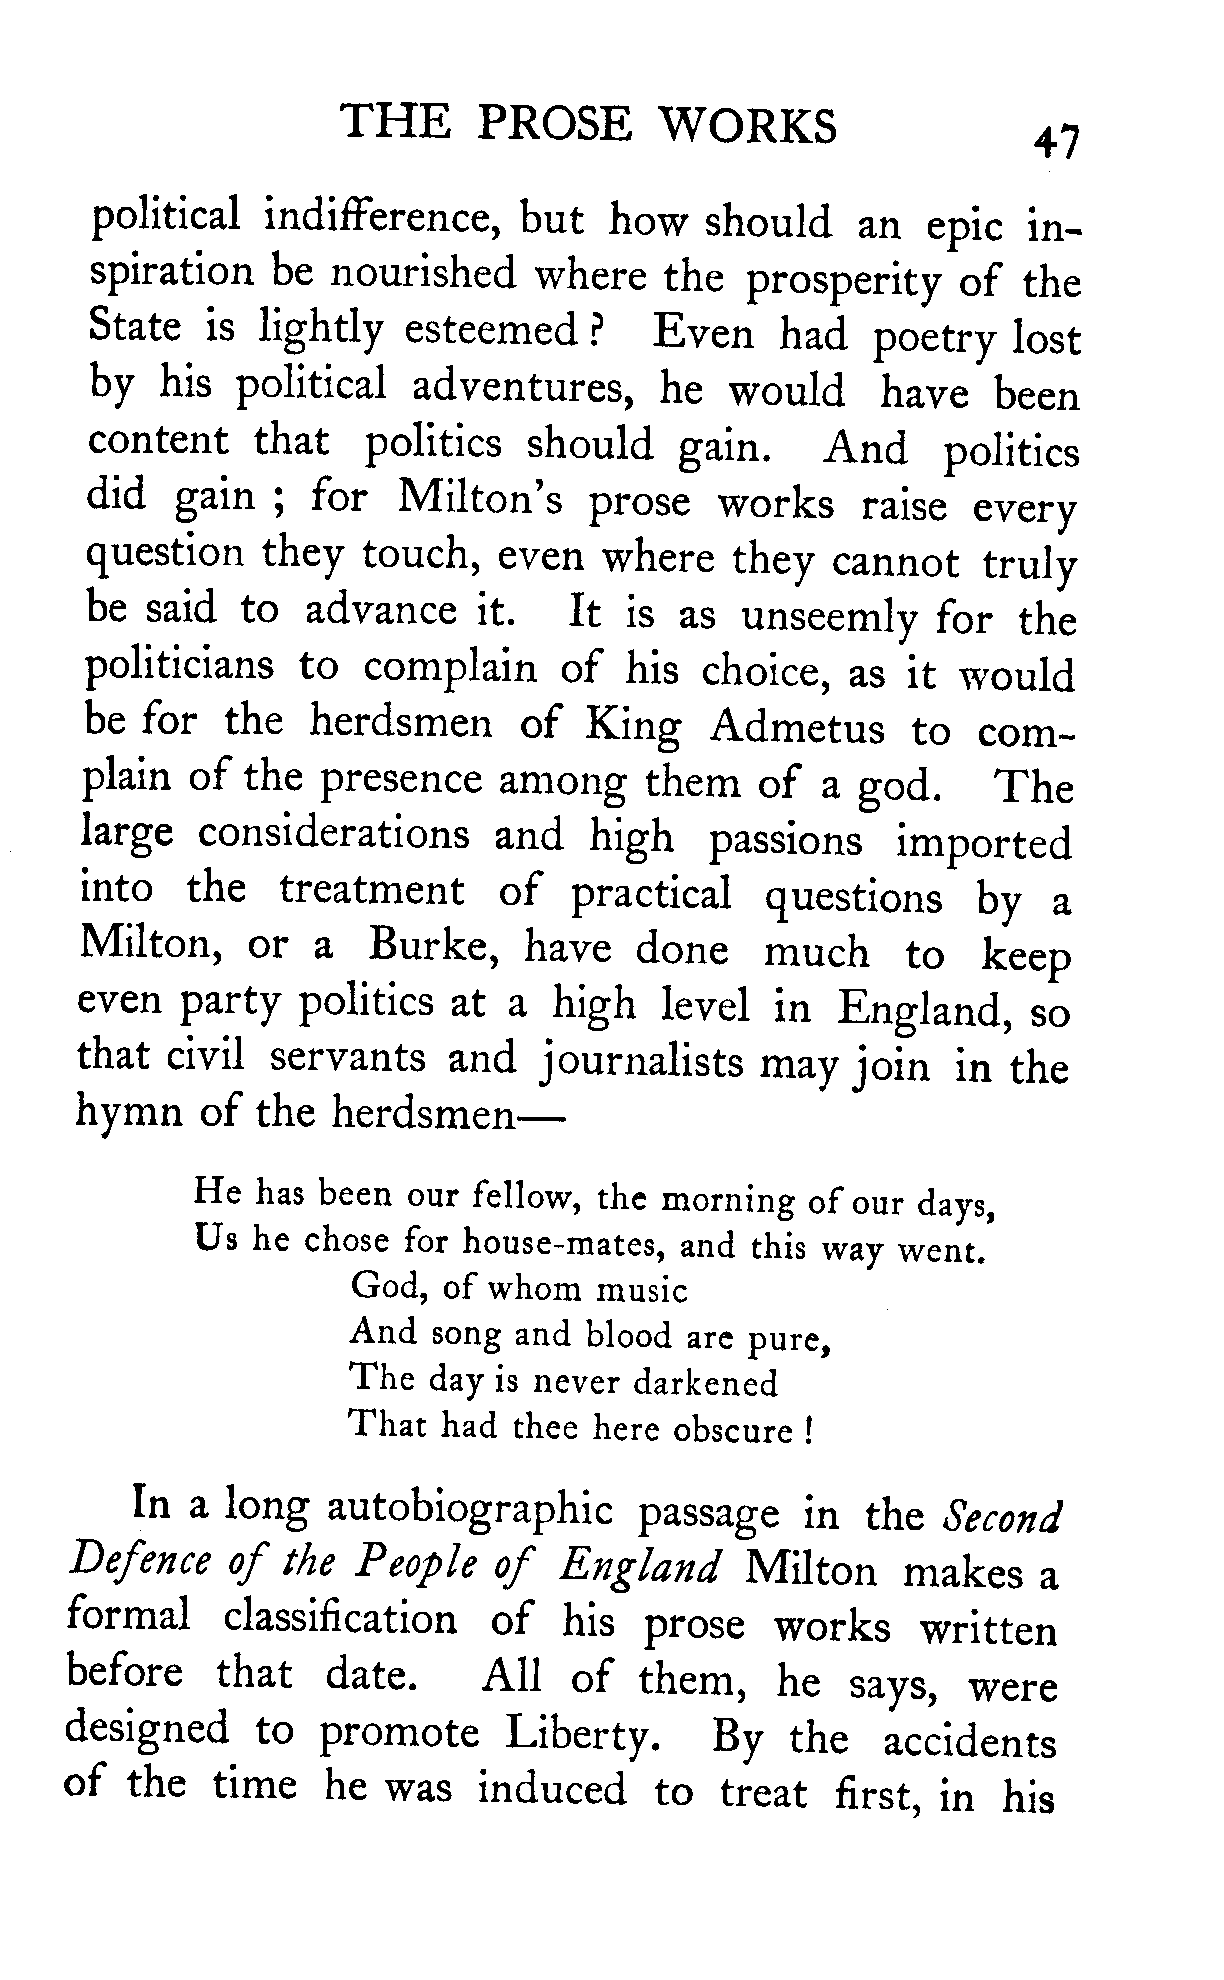 THE PROSE WORKS 47
political indifference, but how should an epic in-
spiration be nourished where the prosperity of the
State is lightly esteemed ? Even had poetry lost
by his political adventures, he would have been
content that politics should gain. And politics
did gain ; for Milton's prose works raise every
question they touch, even where they cannot truly
be said to advance it. It is as unseemly for the
politicians to complain of his choice, as it would
be for the herdsmen of King Admetus to com-
plain of the presence among them of a god. The
large considerations and high passions imported
into the treatment of practical questions by a
Milton, or a Burke, have done much to keep
even party politics at a high level in England, so
that civil servants and journalists may join in the
hymn of the herdsmen—
He has been our fellow, the morning of our days,
Us he chose for house-mates, and this way went.
God, of whom music
And song and blood are pure,
The day is never darkened
That had thee here obscure !
In a long autobiographic passage in the Second
Defence of the People of England Milton makes a
formal classification of his prose works written
before that date. All of them, he says, were
designed to promote Liberty. By the accidents
of the time he was induced to treat first, in his